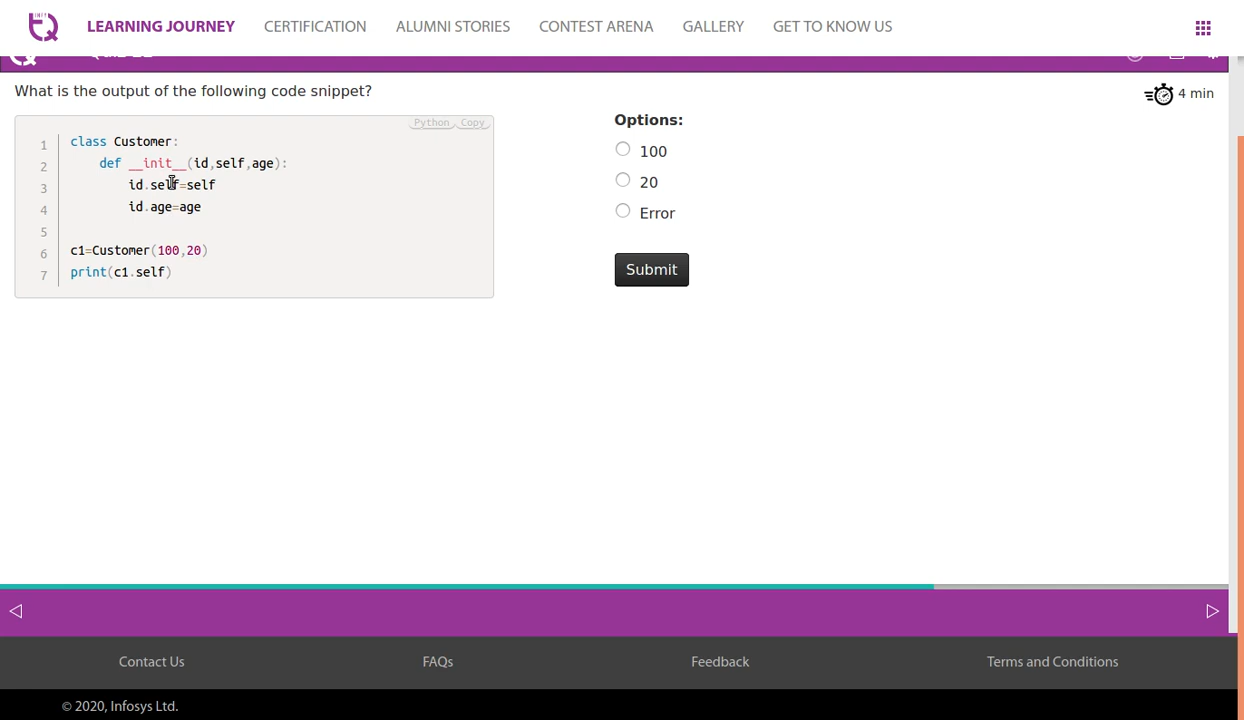 LEARNING JOURNEY CERTIFICATION ALUMNI STORIES CONTEST ARENA GALLERY GET TO KNOW US
What is the output of the following code snippet?
4 min
Python Copy
1 class Customer:
2 def __init__(id,self,age):
3 id.self=self
4 id.age=age
5
6 c1=Customer(100,20)
7 print(c1.self)
Options:
100
20
Error
Submit
Contact Us FAQs Feedback Terms and Conditions
© 2020, Infosys Ltd.